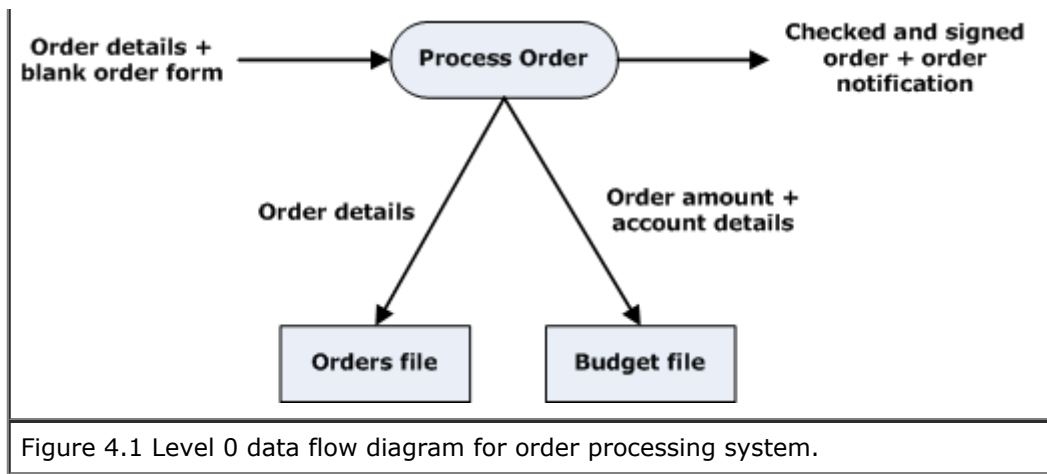 Order details +
blank order form
Process Order
Checked and signed
order + order
notification
Order details
Order amount +
account details
Orders file
Budget file
Figure 4.1 Level 0 data flow diagram for order processing system.